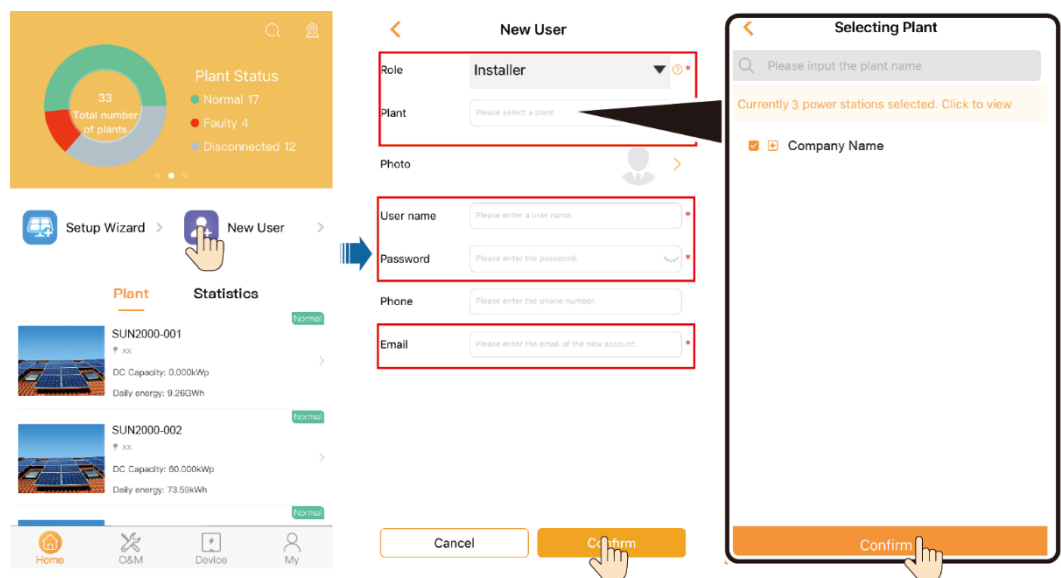 Plant Status
33
Total number
of plants
Normal 17
Faulty 4
Disconnected 12
Setup Wizard
New User
Plant
Statistics
Normal
SUN2000-001
xx
DC Capacity: 0.000kWp
Daily energy: 9.26GWh
Normal
SUN2000-002
xx
DC Capacity: 60.000kWp
Daily energy: 73.59kWh
Normal
Home
O&M
Device
My
New User
Role
Installer
*
Plant
Please select a plant.
Photo
User name
Please enter a user name.
*
Password
Please enter the password.
*
Phone
Please enter the phone number.
Email
Please enter the email of the new account.
*
Cancel
Confirm
Selecting Plant
Please input the plant name
Currently 3 power stations selected. Click to view
Company Name
Confirm